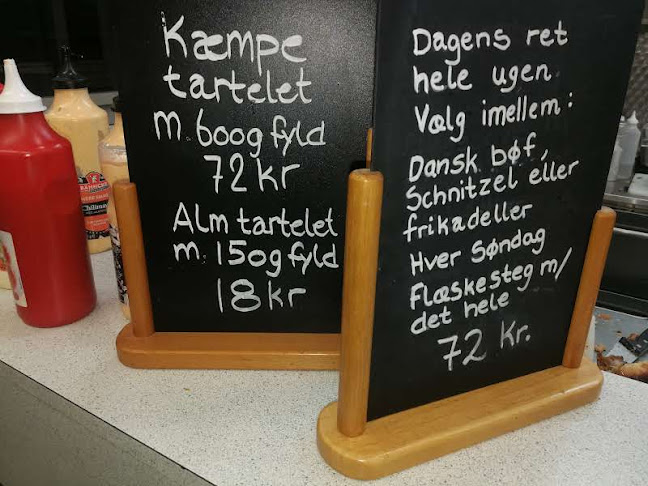 Kæmpe
tartelet
m. 600g fyld
72 kr
Alm tartelet
m. 150g fyld
18 kr
Dagens ret
hele ugen
Vælg imellem:
Dansk bøf,
Schnitzel eller
frikadeller
Hver Søndag
Flæskesteg m/
det hele
72 Kr.